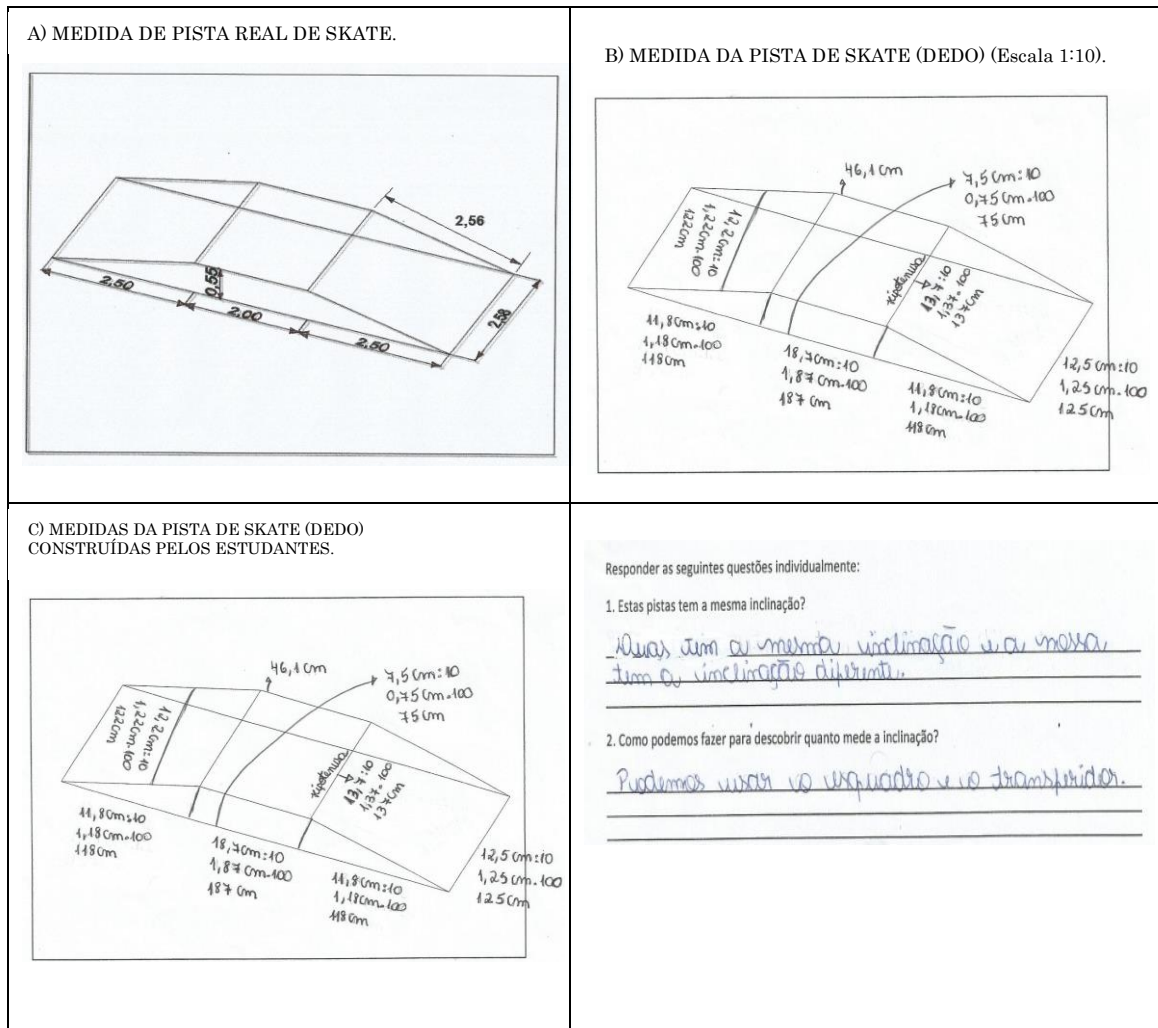 A) MEDIDA DE PISTA REAL DE SKATE.
2,56
2,50
0,55
2,00
2,50
2,58
B) MEDIDA DA PISTA DE SKATE (DEDO) (Escala 1:10).
46,1 cm
7,5 cm:10
0,75 cm.100
75 cm
12,2 cm:10
1,22 cm.100
122 cm
hipotenusa
13,7:10
1,37.100
137 cm
11,8 cm:10
1,18 cm.100
118 cm
18,7 cm:10
1,87 cm.100
187 cm
11,8 cm:10
1,18 cm.100
118 cm
12,5 cm:10
1,25 cm.100
125 cm
C) MEDIDAS DA PISTA DE SKATE (DEDO)
CONSTRUÍDAS PELOS ESTUDANTES.
46,1 cm
7,5 cm:10
0,75 cm.100
75 cm
12,2 cm:10
1,22 cm.100
122 cm
hipotenusa
13,7:10
1,37.100
137 cm
11,8 cm:10
1,18 cm.100
118 cm
18,7 cm:10
1,87 cm.100
187 cm
11,8 cm:10
1,18 cm.100
118 cm
12,5 cm:10
1,25 cm.100
125 cm
Responder as seguintes questões individualmente:
1. Estas pistas tem a mesma inclinação?
Duas tem a mesma inclinação e a nossa
tem a inclinação diferente.
2. Como podemos fazer para descobrir quanto mede a inclinação?
Podemos usar o esquadro e o transferidor.